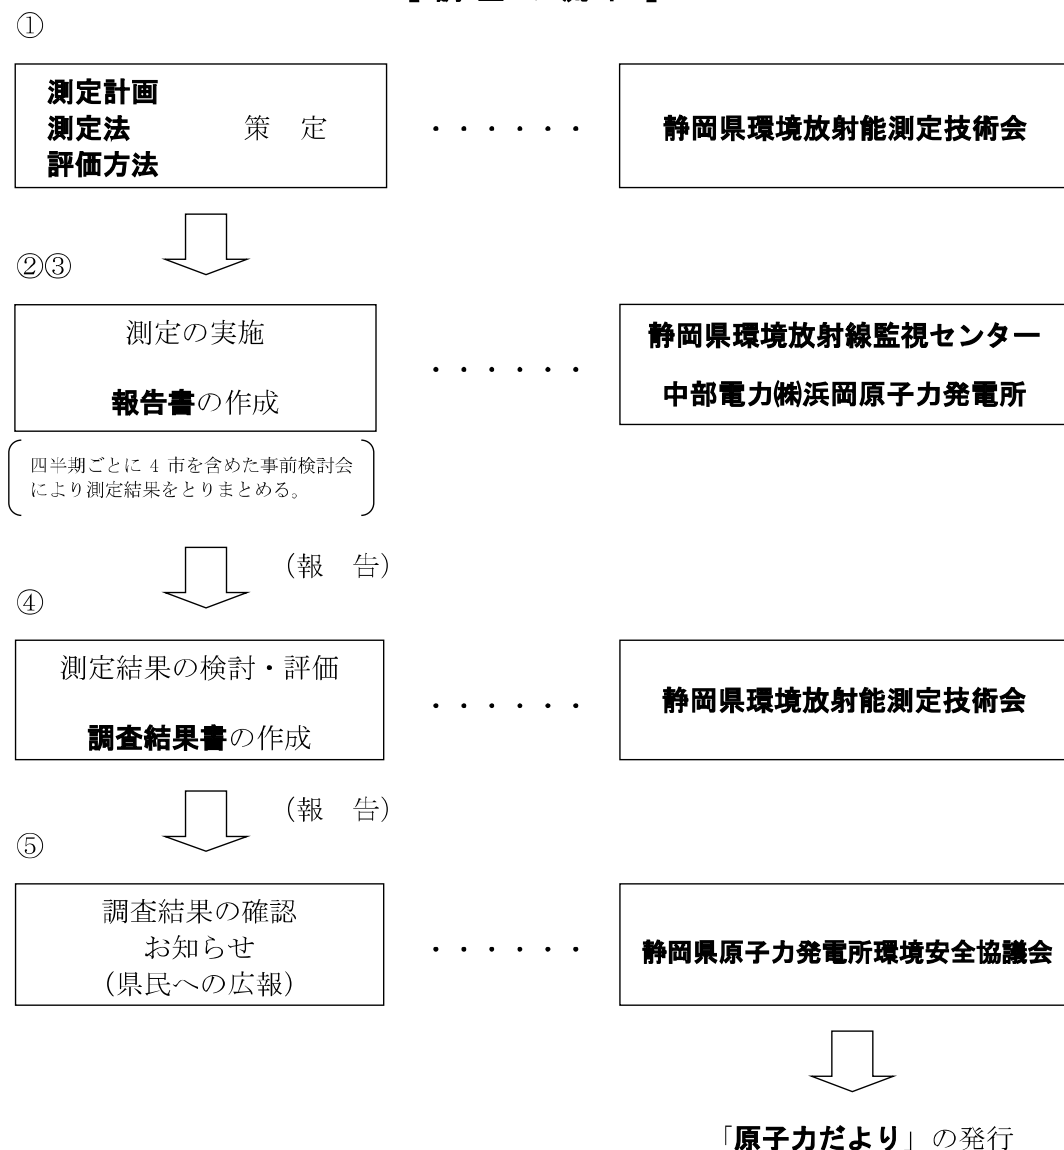 ①
測定計画
測定法 策 定 ・・・・・・ 静岡県環境放射能測定技術会
評価方法
②③
測定の実施
報告書の作成
・・・・・・
静岡県環境放射線監視センター
中部電力㈱浜岡原子力発電所
四半期ごとに 4 市を含めた事前検討会
により測定結果をとりまとめる。
(報 告)
④
測定結果の検討・評価
調査結果書の作成
・・・・・・
静岡県環境放射能測定技術会
(報 告)
⑤
調査結果の確認
お知らせ
(県民への広報)
・・・・・・
静岡県原子力発電所環境安全協議会
「原子力だより」の発行